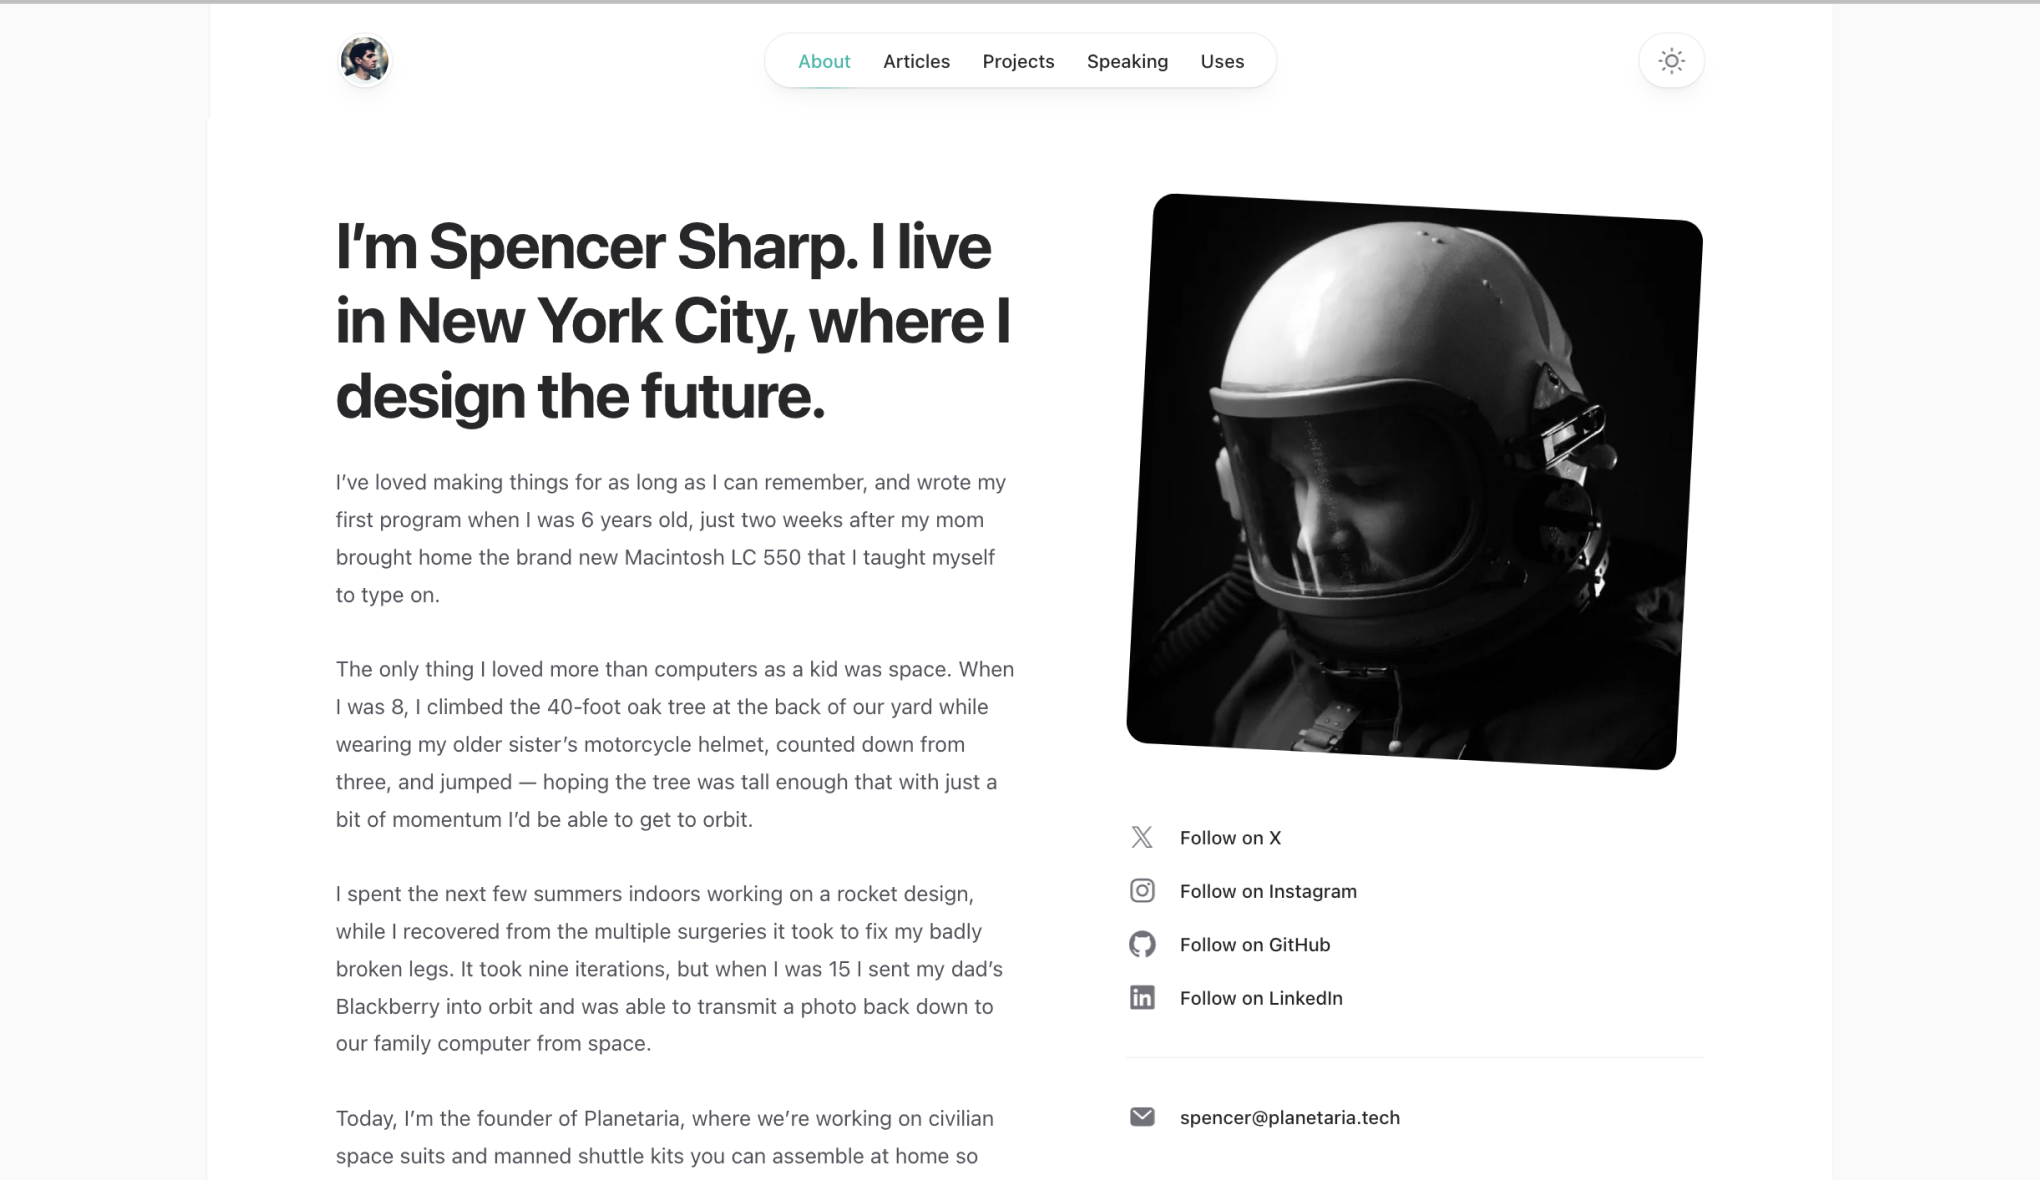 About
Articles
Projects
Speaking
Uses
I’m Spencer Sharp. I live
in New York City, where I
design the future.
I’ve loved making things for as long as I can remember, and wrote my
first program when I was 6 years old, just two weeks after my mom
brought home the brand new Macintosh LC 550 that I taught myself
to type on.
The only thing I loved more than computers as a kid was space. When
I was 8, I climbed the 40-foot oak tree at the back of our yard while
wearing my older sister’s motorcycle helmet, counted down from
three, and jumped — hoping the tree was tall enough that with just a
bit of momentum I’d be able to get to orbit.
I spent the next few summers indoors working on a rocket design,
while I recovered from the multiple surgeries it took to fix my badly
broken legs. It took nine iterations, but when I was 15 I sent my dad’s
Blackberry into orbit and was able to transmit a photo back down to
our family computer from space.
Today, I’m the founder of Planetaria, where we’re working on civilian
space suits and manned shuttle kits you can assemble at home so
Follow on X
Follow on Instagram
Follow on GitHub
Follow on LinkedIn
spencer@planetaria.tech